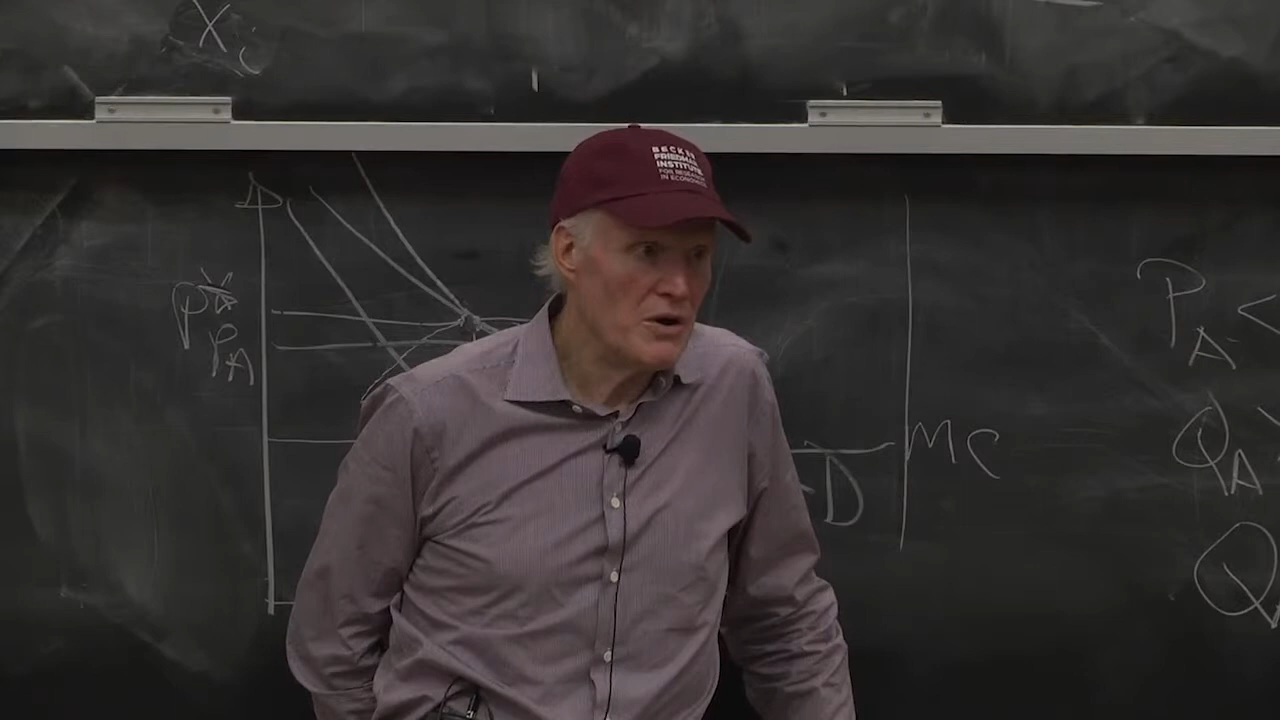 X
BECKER
FRIEDMAN
INSTITUTE
FOR RESEARCH
IN ECONOMICS
P
P_A
P_A <
MC
D
Q_A
Q